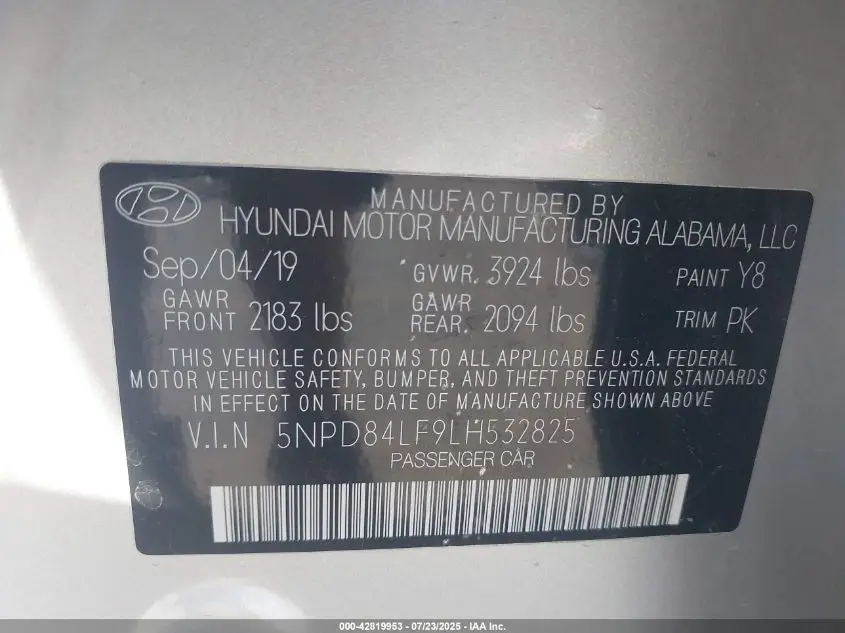 MANUFACTURED BY
HYUNDAI MOTOR MANUFACTURING ALABAMA, LLC
Sep/04/19 GVWR. 3924 lbs PAINT Y8
GAWR FRONT 2183 lbs GAWR REAR. 2094 lbs TRIM PK
THIS VEHICLE CONFORMS TO ALL APPLICABLE U.S.A. FEDERAL
MOTOR VEHICLE SAFETY, BUMPER, AND THEFT PREVENTION STANDARDS
IN EFFECT ON THE DATE OF MANUFACTURE SHOWN ABOVE
V.I.N 5NPD84LF9LH532825
PASSENGER CAR
000-42819953 - 07/23/2025 - IAA Inc.